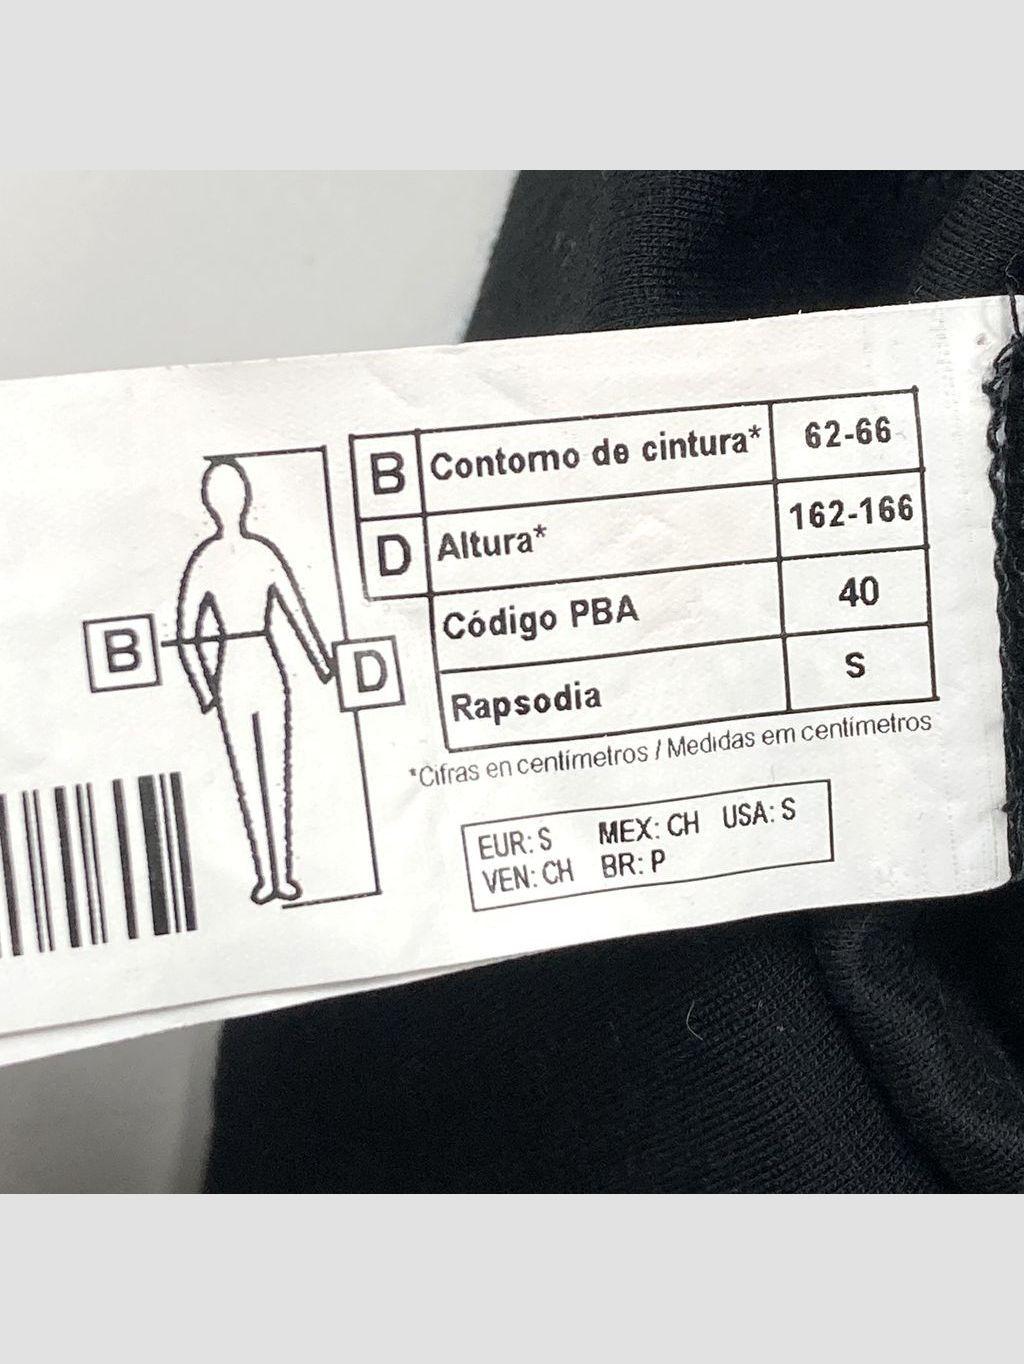 B Contorno de cintura* 62-66
D Altura* 162-166
Código PBA 40
Rapsodia S
B
D
*Cifras en centímetros / Medidas em centímetros
EUR: S MEX: CH USA: S
VEN: CH BR: P